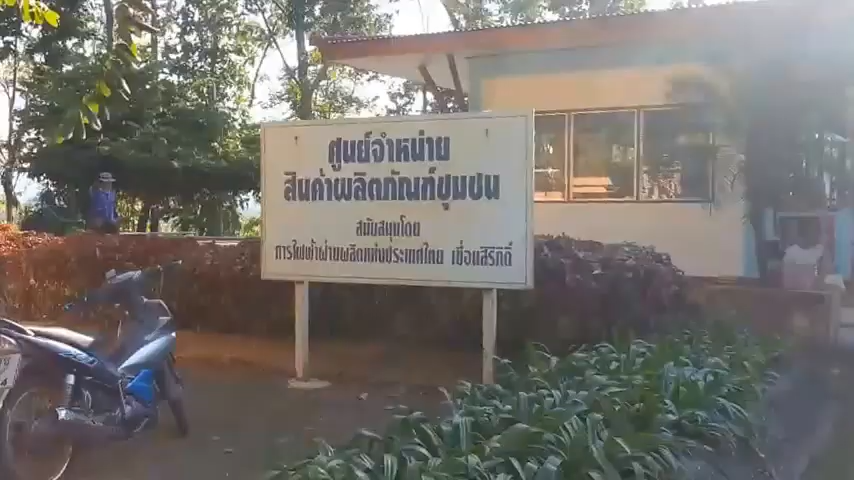 ศูนย์จำหน่าย
สินค้าผลิตภัณฑ์ชุมชน
สนับสนุนโดย
การไฟฟ้าฝ่ายผลิตแห่งประเทศไทย เขื่อนสิริกิติ์